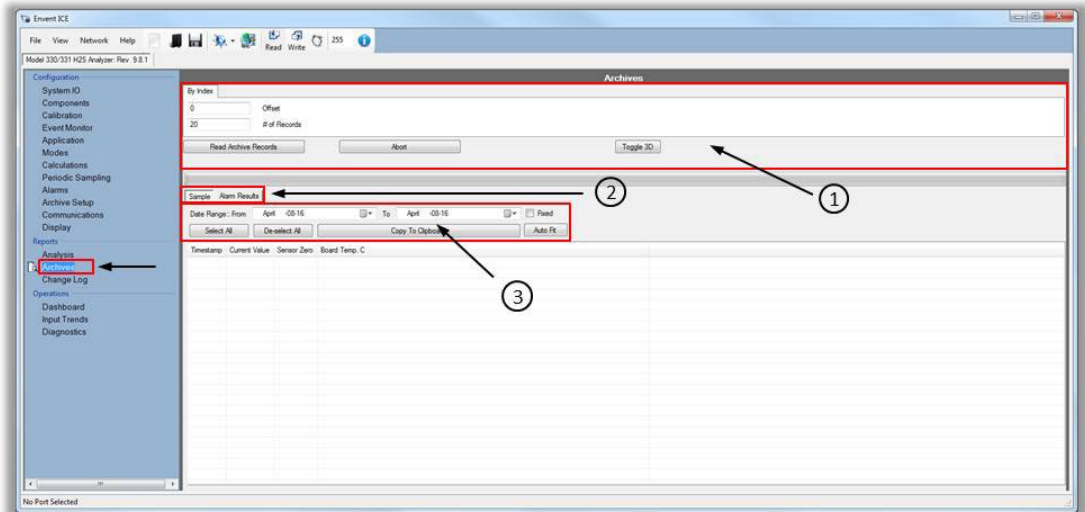 Envent ICE
File View Network Help Read Write 255
Model 330/331 H2S Analyzer: Rev. 9.8.1
Configuration
System IO
Components
Calibration
Event Monitor
Application
Modes
Calculations
Periodic Sampling
Alarms
Archive Setup
Communications
Display
Reports
Analysis
Archives
Change Log
Operations
Dashboard
Input Trends
Diagnostics
Archives
By Index
0 Offset
20 # of Records
Read Archive Records Abort Toggle 3D
1
Sample Alarm Results
2
Date Range:: From April -08-16 To April -08-16 Fixed
Select All De-select All Copy To Clipboard Auto Fit
3
Timestamp Current Value Sensor Zero Board Temp. C
No Port Selected